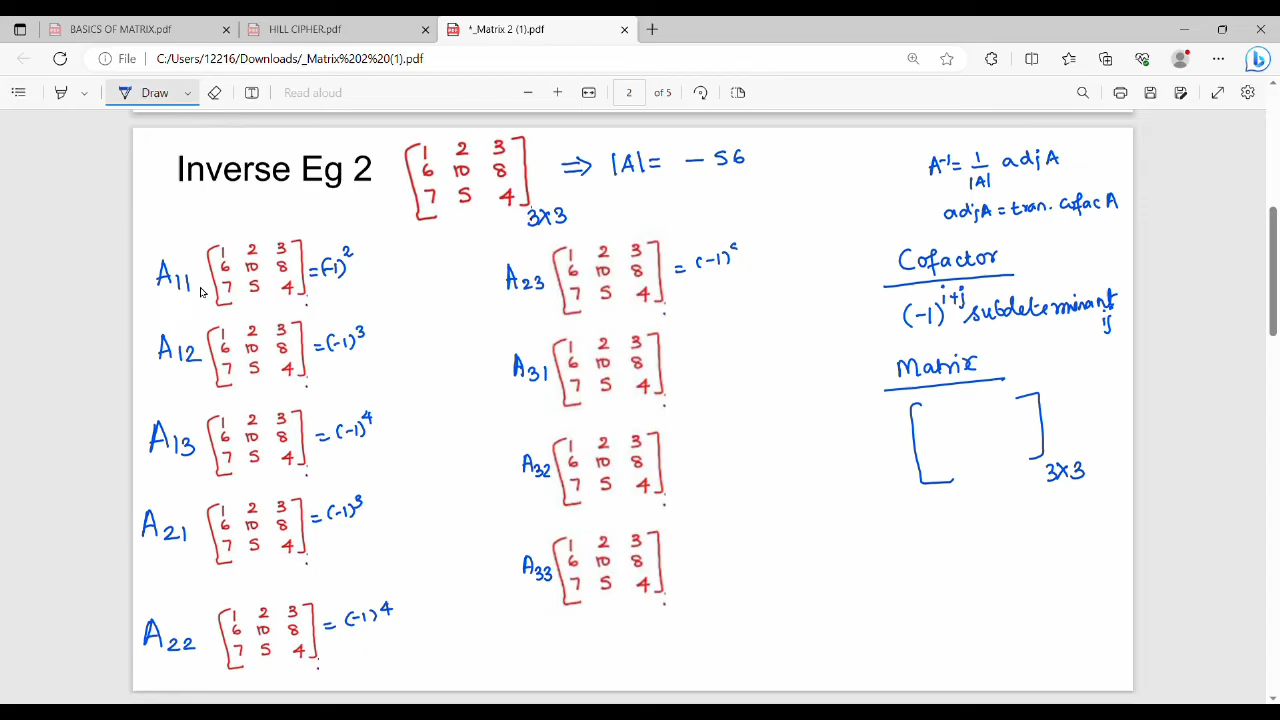 BASICS OF MATRIX.pdf
HILL CIPHER.pdf
*_Matrix 2 (1).pdf
File
C:/Users/12216/Downloads/_Matrix%202%20(1).pdf
Draw
Read aloud
2
of 5
Inverse Eg 2
1 2 3
6 10 8
7 5 4
3x3
⇒ |A| = - 56
A⁻¹ = 1/|A| adj A
adjA = tran. cofac A
A11
1 2 3
6 10 8
7 5 4
= (-1)²
A12
1 2 3
6 10 8
7 5 4
= (-1)³
A13
1 2 3
6 10 8
7 5 4
= (-1)⁴
A21
1 2 3
6 10 8
7 5 4
= (-1)³
A22
1 2 3
6 10 8
7 5 4
= (-1)⁴
A23
1 2 3
6 10 8
7 5 4
= (-1)
A31
1 2 3
6 10 8
7 5 4
A32
1 2 3
6 10 8
7 5 4
A33
1 2 3
6 10 8
7 5 4
Cofactor
(-1)^i+j subdeterminant ij
Matrix
3x3